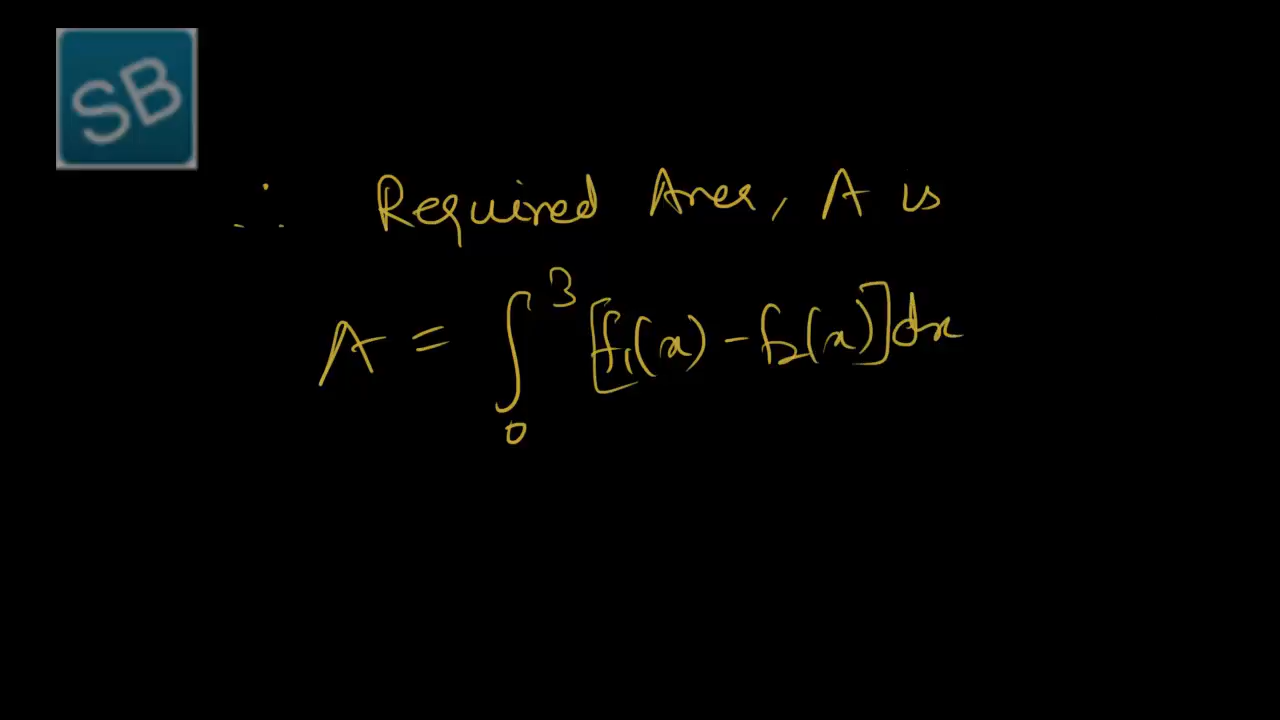 SB
∴ Required Area, A is
A = ∫₀³ [f₁(x) - f₂(x)]dx